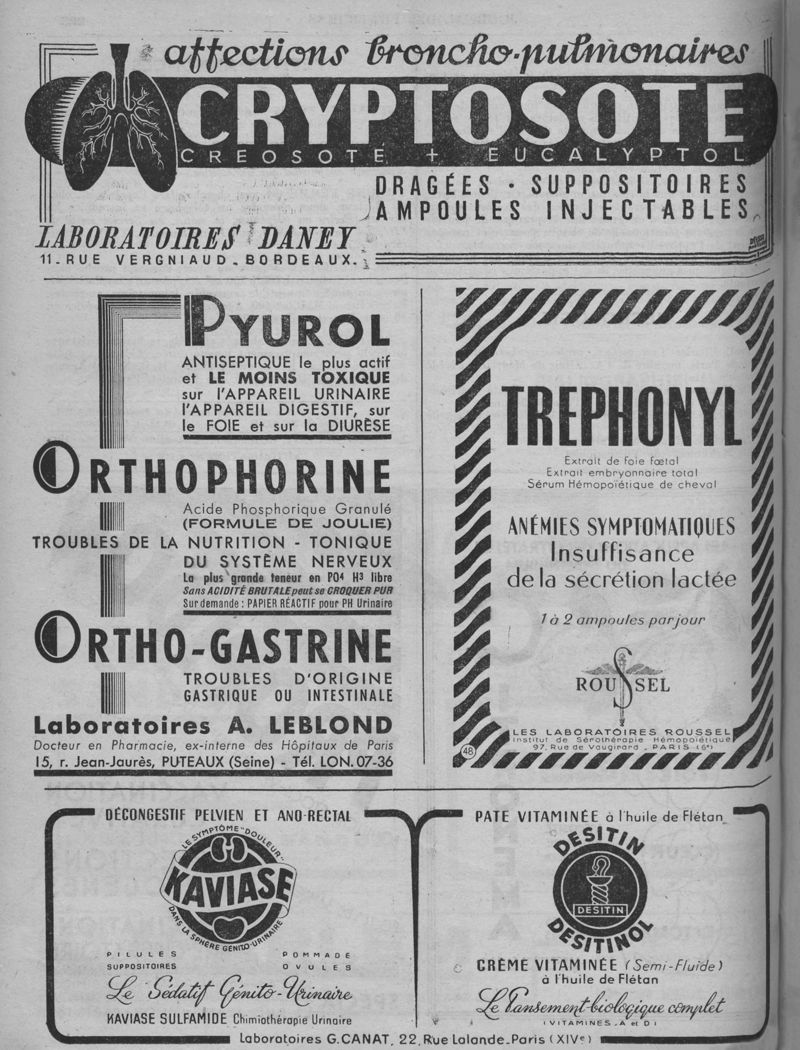 affections broncho-pulmonaires
CRYPTOSOTE
CREOSOTE + EUCALYPTOL
DRAGÉES · SUPPOSITOIRES
AMPOULES INJECTABLES
LABORATOIRES DANEY
11 - RUE VERGNIAUD - BORDEAUX -
PYUROL
ANTISEPTIQUE le plus actif
et LE MOINS TOXIQUE
sur l'APPAREIL URINAIRE
l'APPAREIL DIGESTIF, sur
le FOIE et sur la DIURÈSE
ORTHOPHORINE
Acide Phosphorique Granulé
(FORMULE DE JOULIE)
TROUBLES DE LA NUTRITION - TONIQUE
DU SYSTÈME NERVEUX
La plus grande teneur en PO4 H3 libre
Sans ACIDITÉ BRUTALE peut se CROQUER PUR
Sur demande : PAPIER RÉACTIF pour PH Urinaire
ORTHO-GASTRINE
TROUBLES D'ORIGINE
GASTRIQUE OU INTESTINALE
Laboratoires A. LEBLOND
Docteur en Pharmacie, ex-interne des Hôpitaux de Paris
15, r. Jean-Jaurès, PUTEAUX (Seine) - Tél. LON. 07-36
TREPHONYL
Extrait de foie fœtal
Extrait embryonnaire total
Sérum Hémopoïétique de cheval
ANÉMIES SYMPTOMATIQUES
Insuffisance
de la sécrétion lactée
1 à 2 ampoules par jour
ROUSSEL
LES LABORATOIRES ROUSSEL
Institut de Sérothérapie Hémopoïétique
97, Rue de Vaugirard - PARIS (6e)
48
DÉCONGESTIF PELVIEN ET ANO-RECTAL
LE SYMPTÔME "DOULEUR"
KAVIASE
DANS LA SPHÈRE GÉNITO-URINAIRE
PILULES POMMADE
SUPPOSITOIRES OVULES
Le Sédatif Génito-Urinaire
KAVIASE SULFAMIDE Chimiothérapie Urinaire
PATE VITAMINÉE à l'huile de Flétan
DESITIN
DESITIN
DESITINOL
CRÈME VITAMINÉE (Semi-Fluide)
à l'huile de Flétan
Le Pansement biologique complet
(VITAMINES - A et D)
Laboratoires G. CANAT, 22, Rue Lalande - Paris (XIVe)